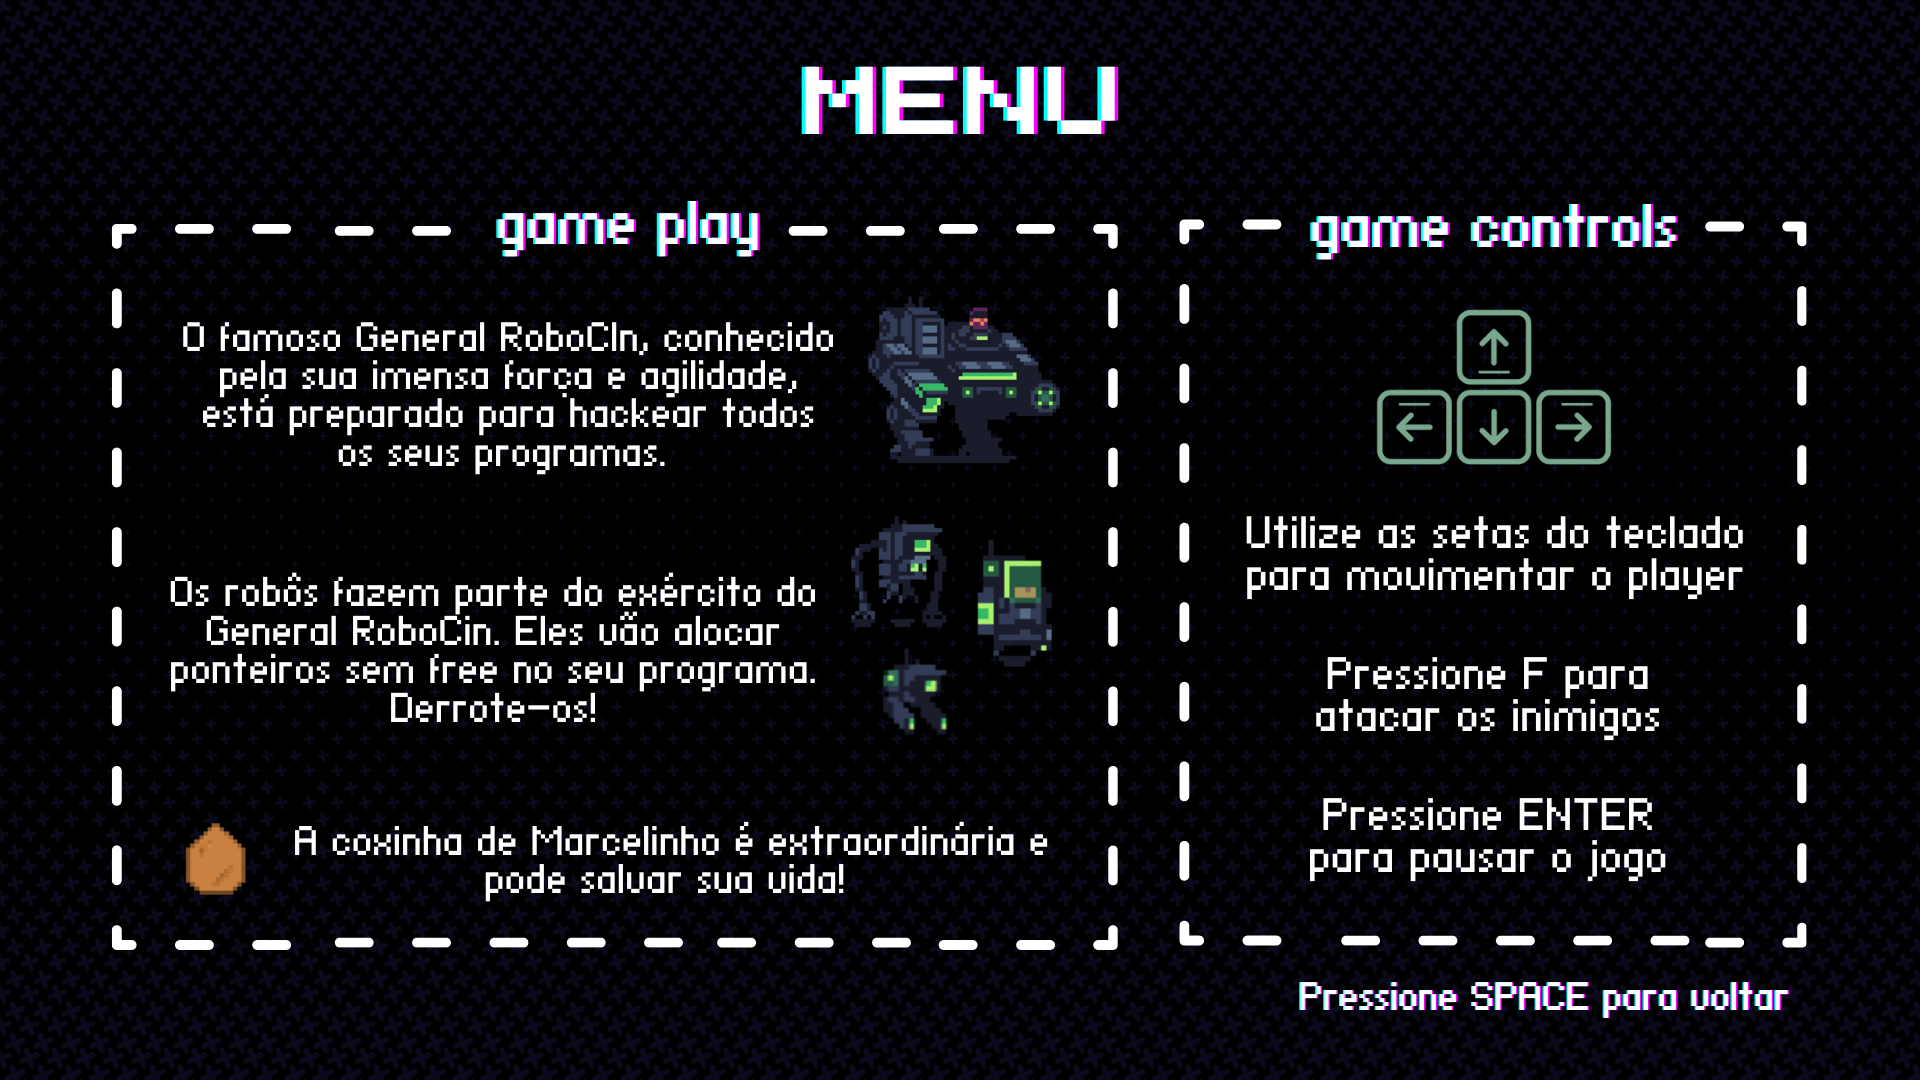 MENU
game play
O famoso General RoboCIn, conhecido
pela sua imensa força e agilidade,
está preparado para hackear todos
os seus programas.
Os robôs fazem parte do exército do
General RoboCin. Eles vão alocar
ponteiros sem free no seu programa.
Derrote-os!
A coxinha de Marcelinho é extraordinária e
pode salvar sua vida!
game controls
Utilize as setas do teclado
para movimentar o player
Pressione F para
atacar os inimigos
Pressione ENTER
para pausar o jogo
Pressione SPACE para voltar